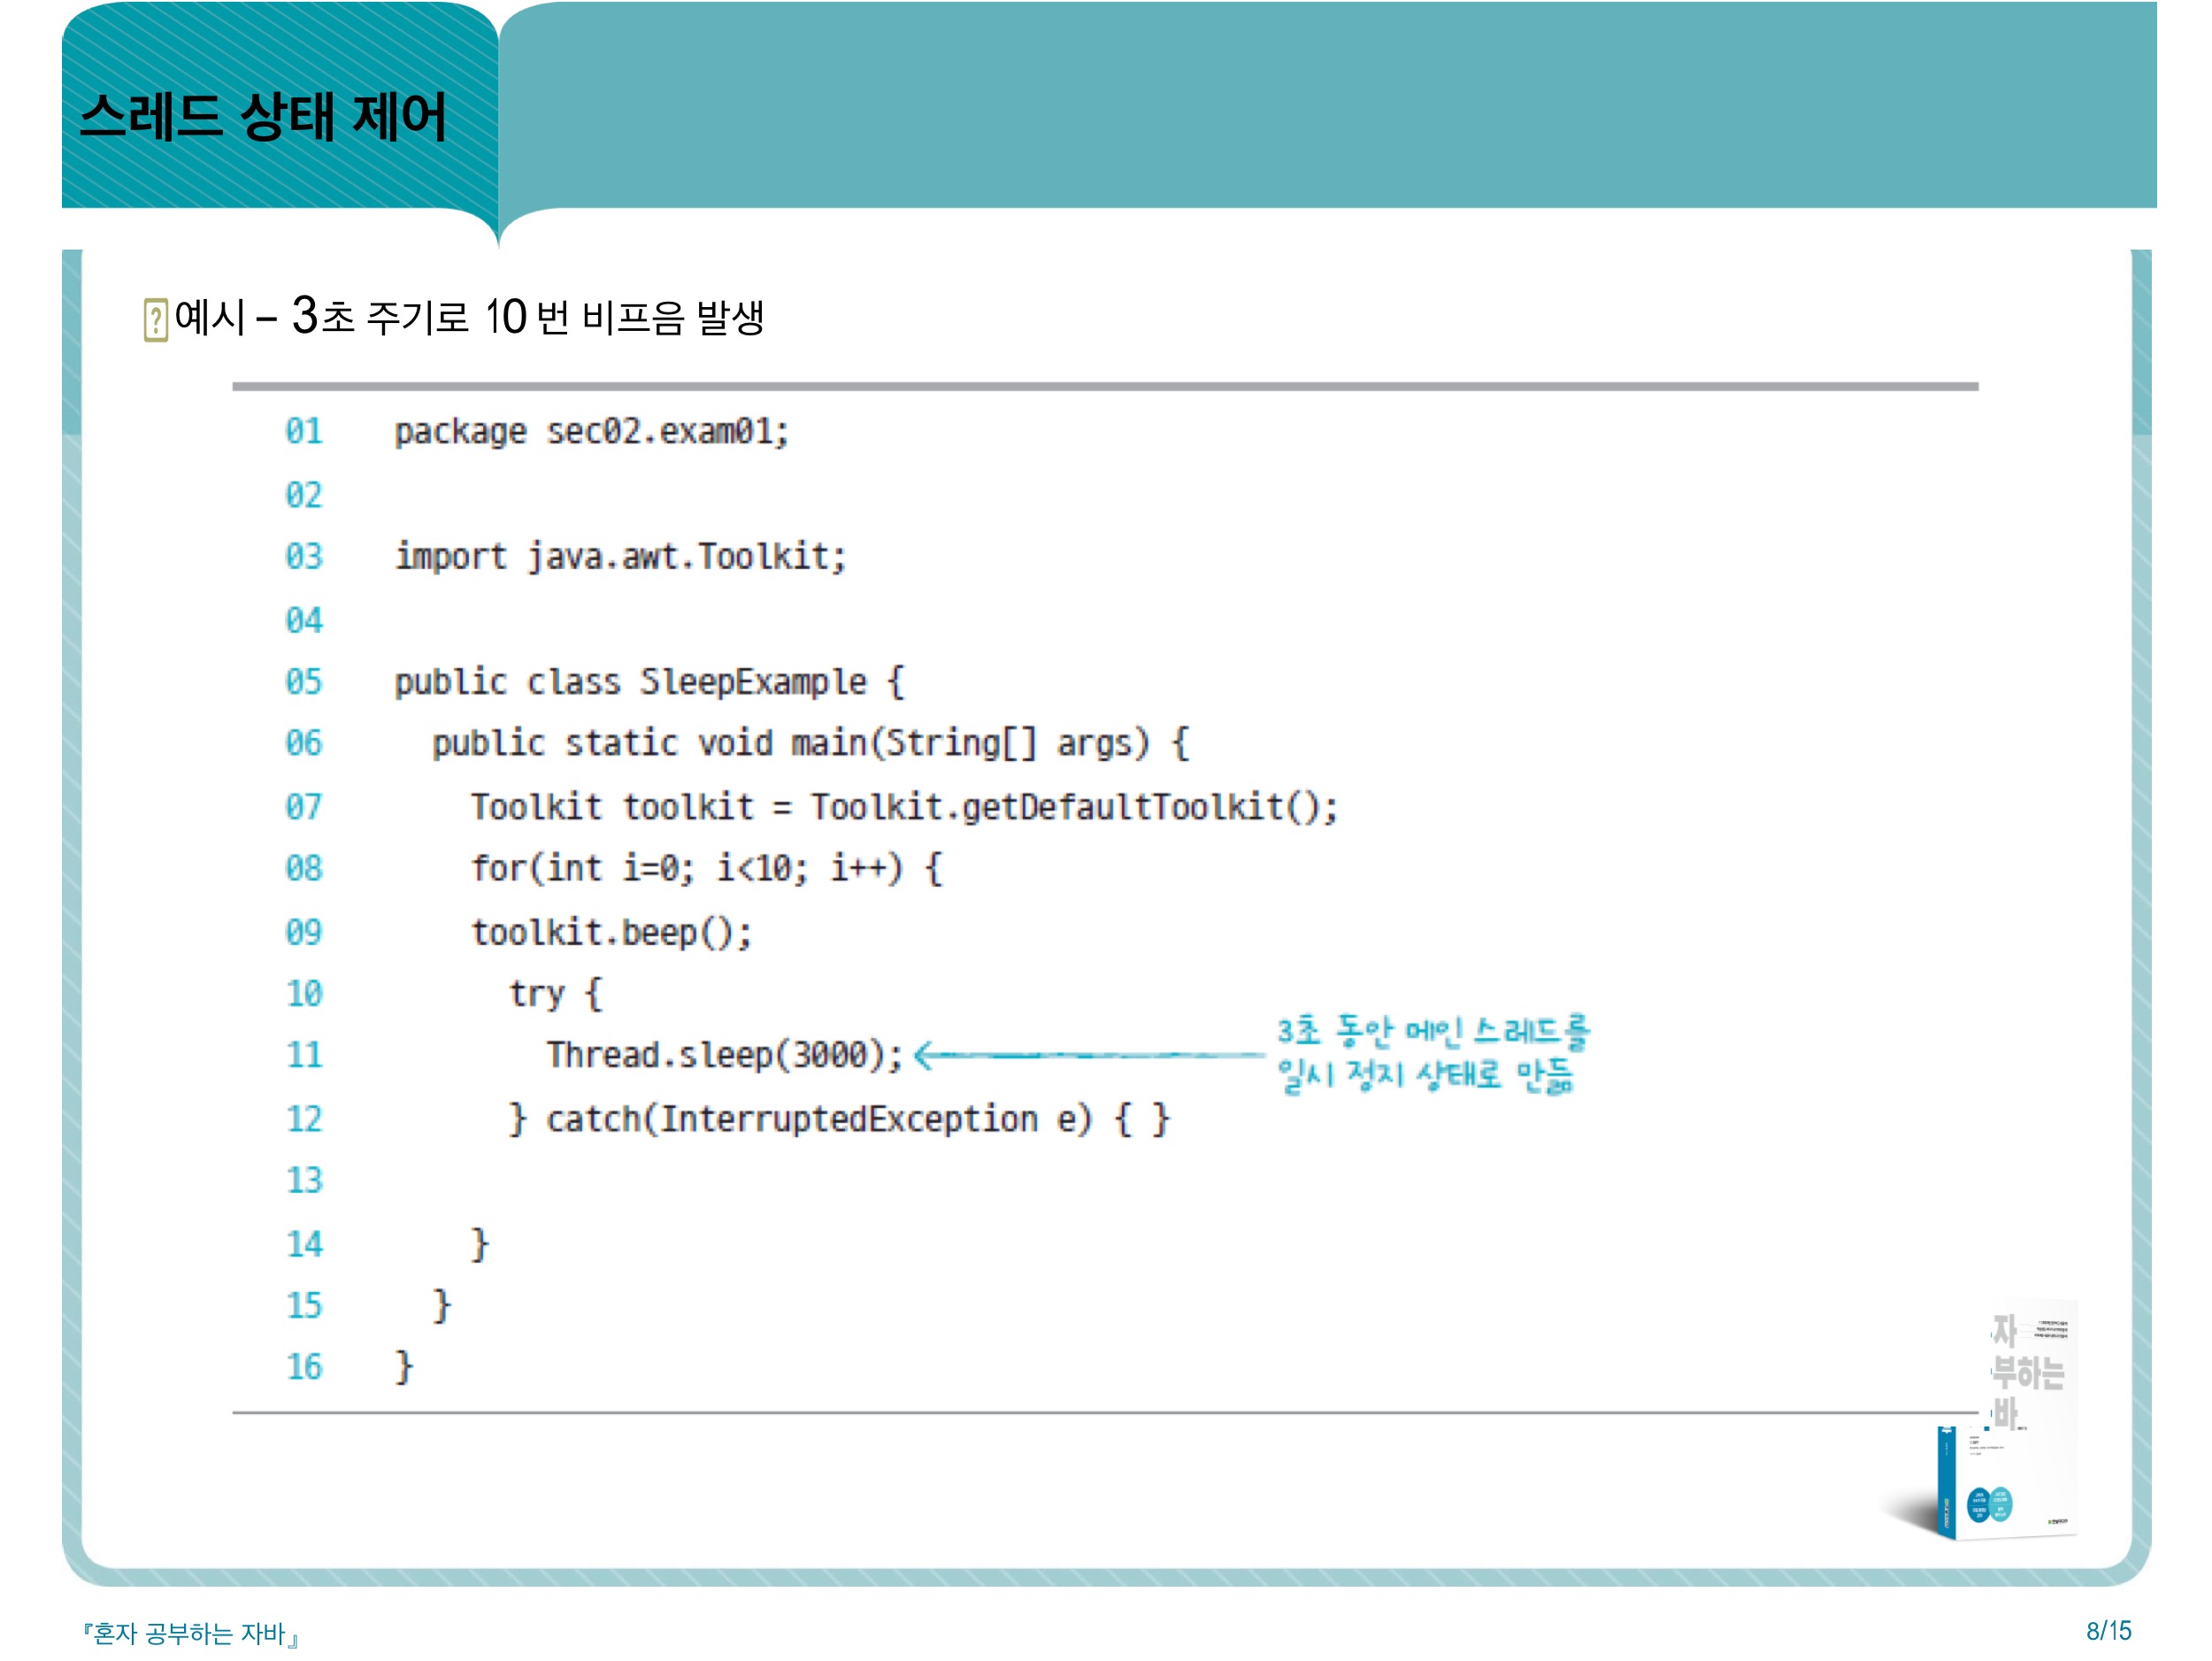 스레드 상태 제어
예시 – 3초 주기로 10번 비프음 발생
01 package sec02.exam01;
02
03 import java.awt.Toolkit;
04
05 public class SleepExample {
06 public static void main(String[] args) {
07 Toolkit toolkit = Toolkit.getDefaultToolkit();
08 for(int i=0; i<10; i++) {
09 toolkit.beep();
10 try {
11 Thread.sleep(3000);
3초 동안 메인 스레드를
일시 정지 상태로 만듦
12 } catch(InterruptedException e) { }
13
14 }
15 }
16 }
자
부하는
바
『혼자 공부하는 자바』
8/15